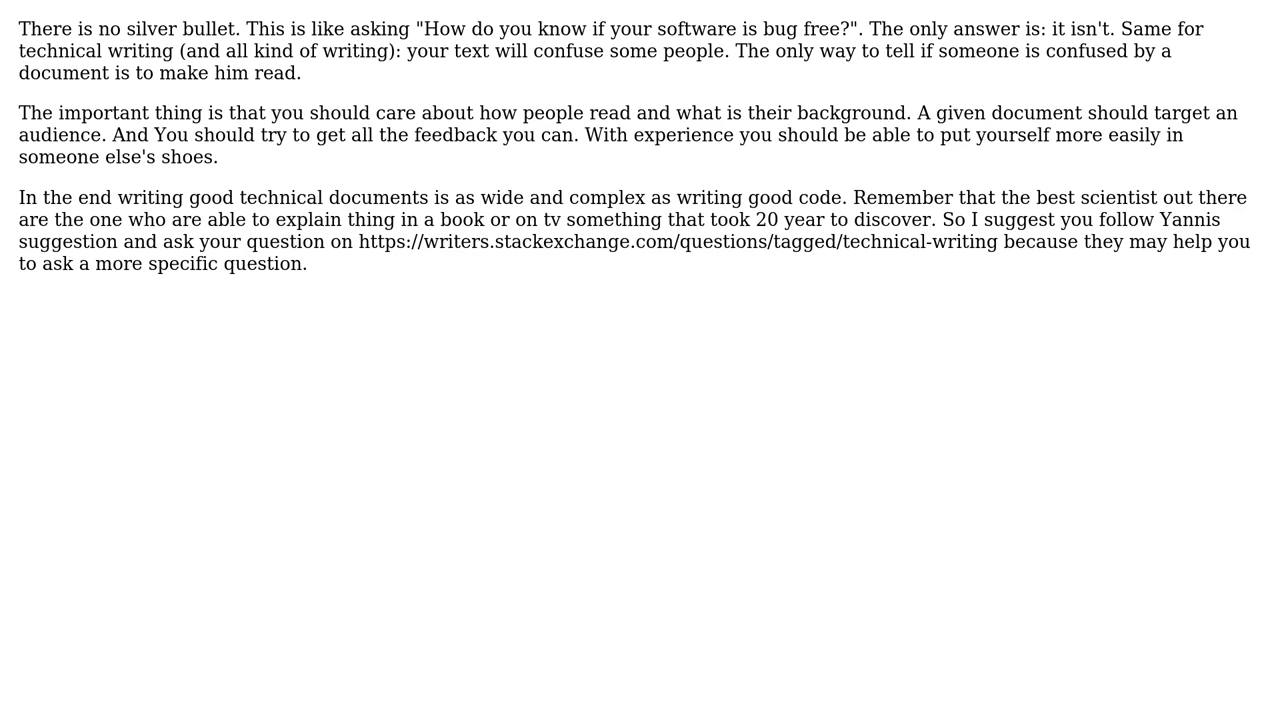 There is no silver bullet. This is like asking "How do you know if your software is bug free?". The only answer is: it isn't. Same for
technical writing (and all kind of writing): your text will confuse some people. The only way to tell if someone is confused by a
document is to make him read.
The important thing is that you should care about how people read and what is their background. A given document should target an
audience. And You should try to get all the feedback you can. With experience you should be able to put yourself more easily in
someone else's shoes.
In the end writing good technical documents is as wide and complex as writing good code. Remember that the best scientist out there
are the one who are able to explain thing in a book or on tv something that took 20 year to discover. So I suggest you follow Yannis
suggestion and ask your question on https://writers.stackexchange.com/questions/tagged/technical-writing because they may help you
to ask a more specific question.